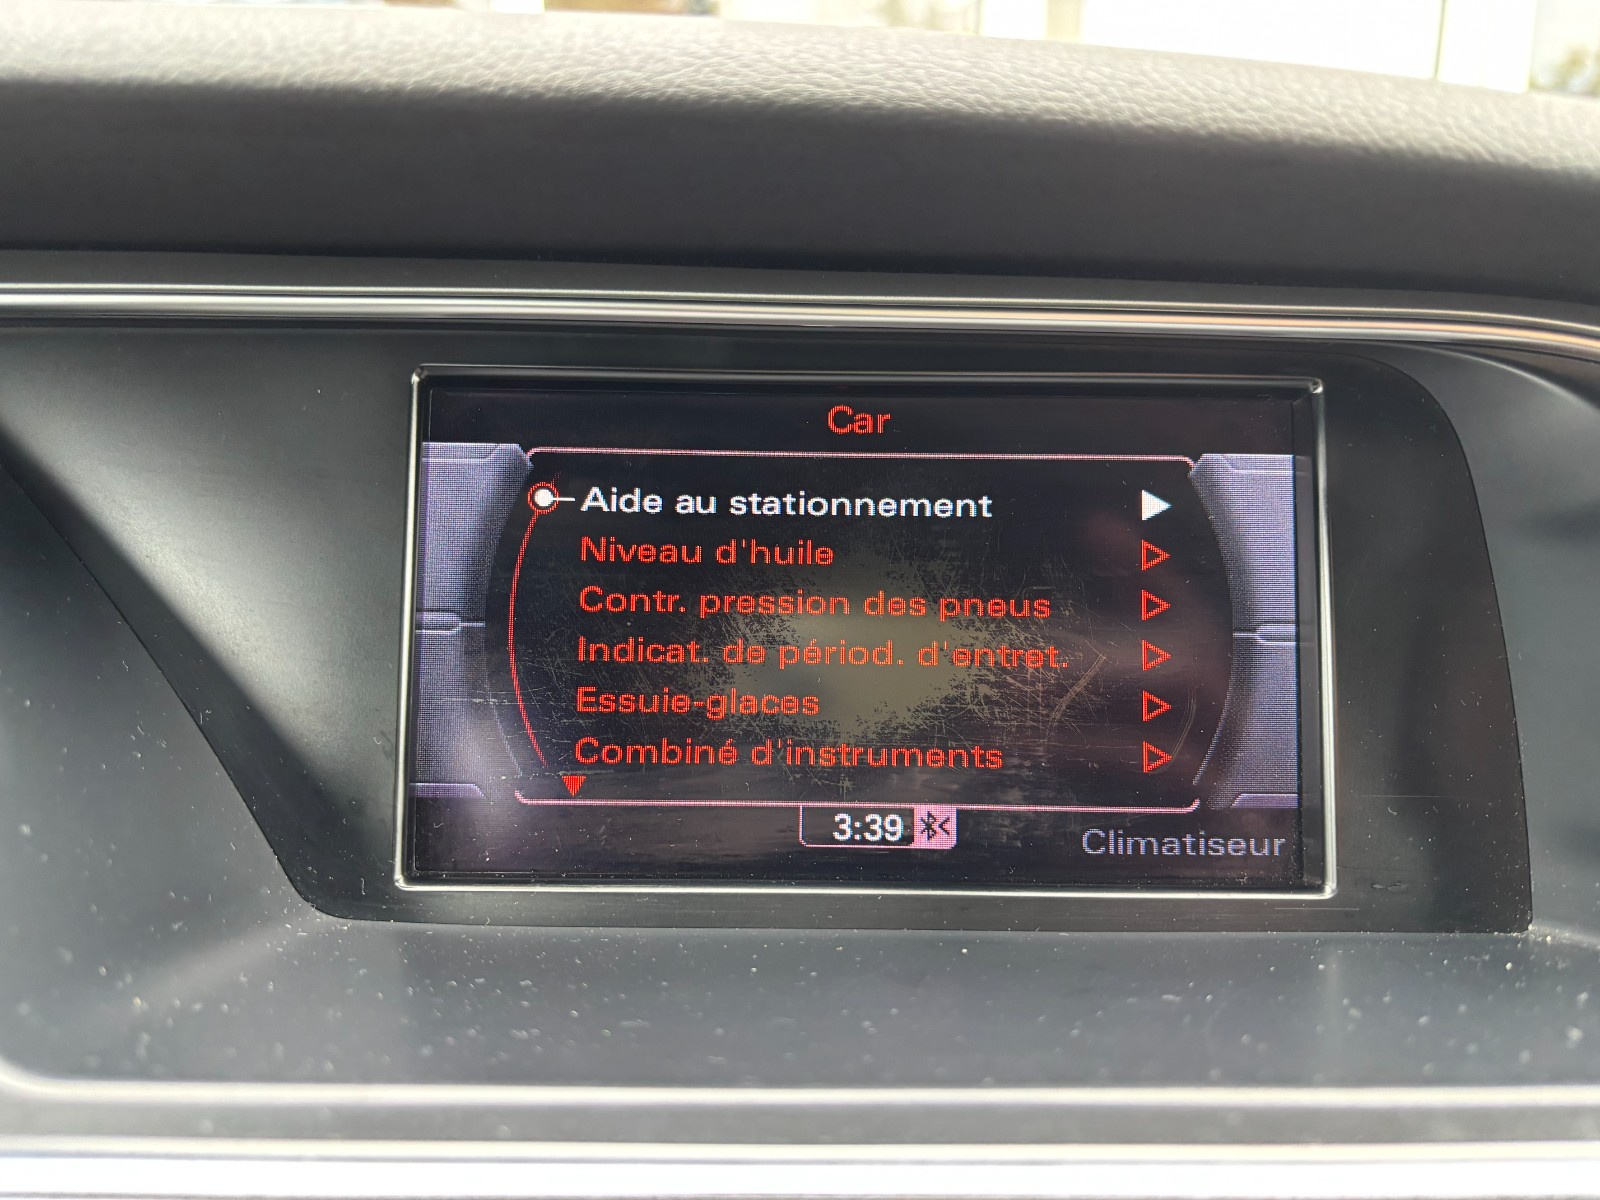 Car
Aide au stationnement
Niveau d'huile
Contr. pression des pneus
Indicat. de périod. d'entret.
Essuie-glaces
Combiné d'instruments
3:39
Climatiseur